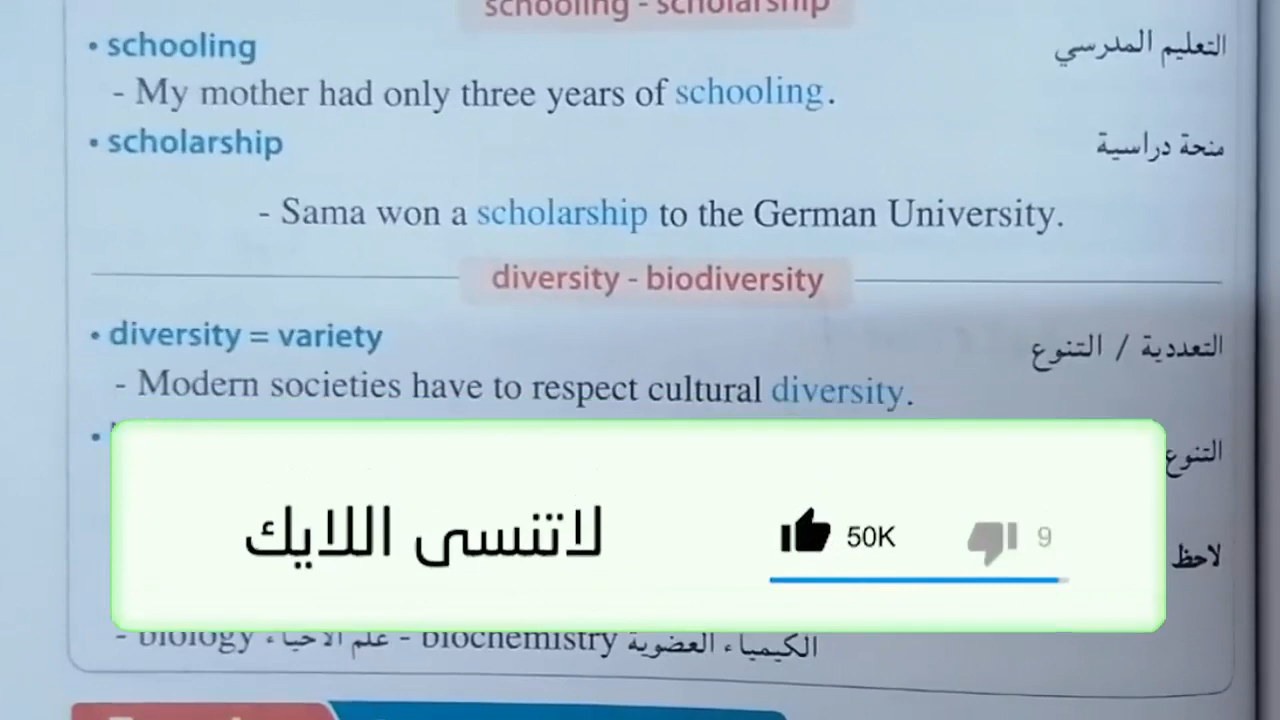 schooling - scholarship
• schooling التعليم المدرسي
- My mother had only three years of schooling.
• scholarship منحة دراسية
- Sama won a scholarship to the German University.
diversity - biodiversity
• diversity = variety التعددية / التنوع
- Modern societies have to respect cultural diversity.
• التنوع
لاتنسى اللايك 50K 9
لاحظ
- biology علم الأحياء - biochemistry الكيمياء العضوية